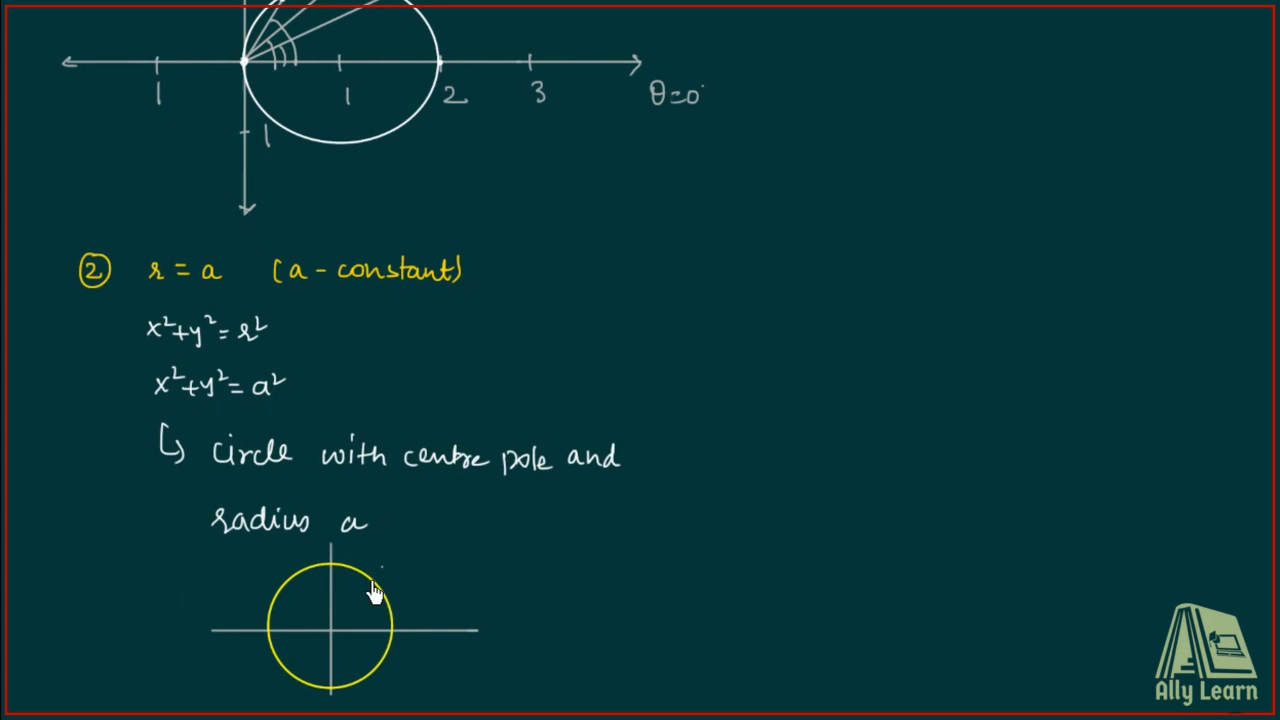 1 1 2 3 θ=0°
1
② r = a (a - constant)
x²+y²= r²
x²+y²= a²
↳ circle with centre pole and
radius a
Ally Learn